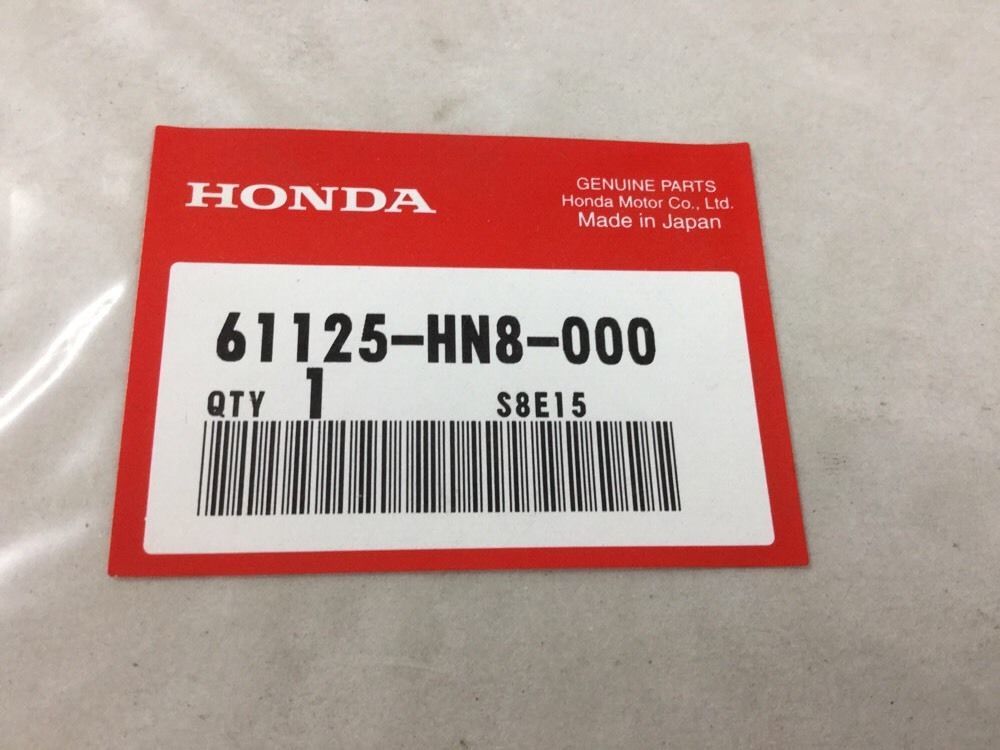 HONDA
GENUINE PARTS
Honda Motor Co., Ltd.
Made in Japan
61125-HN8-000
QTY 1 S8E15